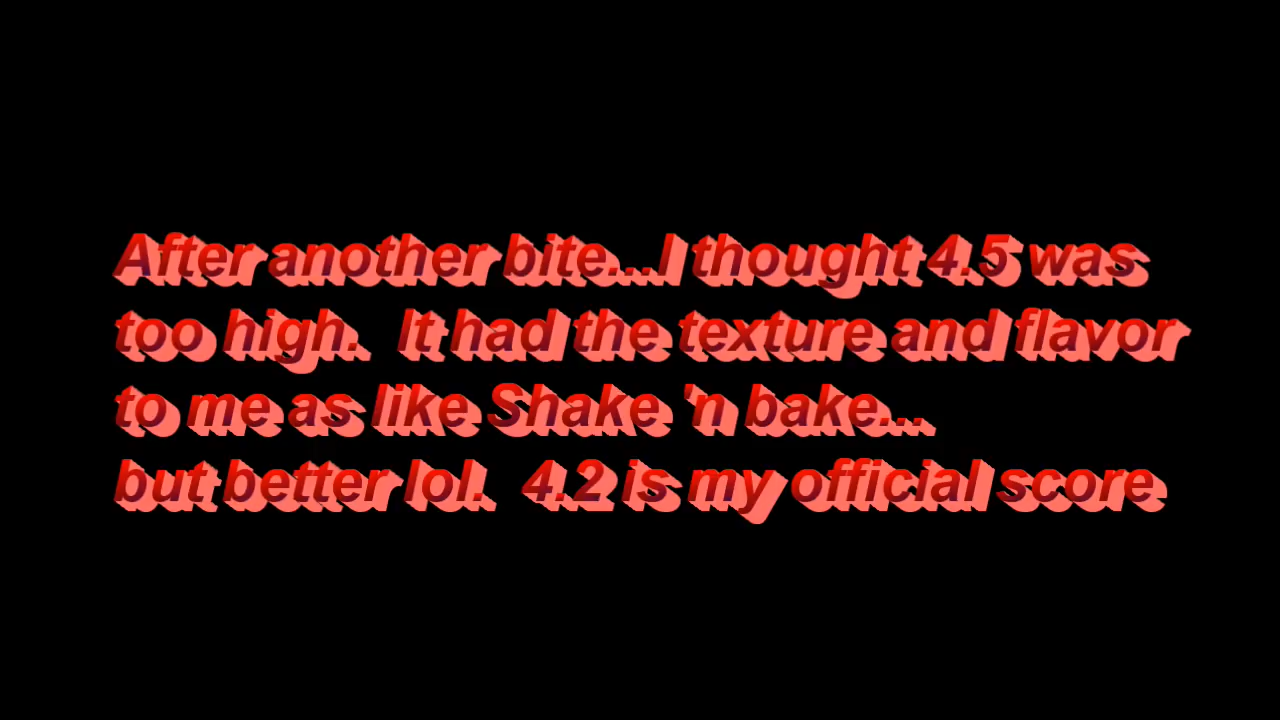 After another bite...I thought 4.5 was
too high.  It had the texture and flavor
to me as like Shake 'n bake...
but better lol.  4.2 is my official score